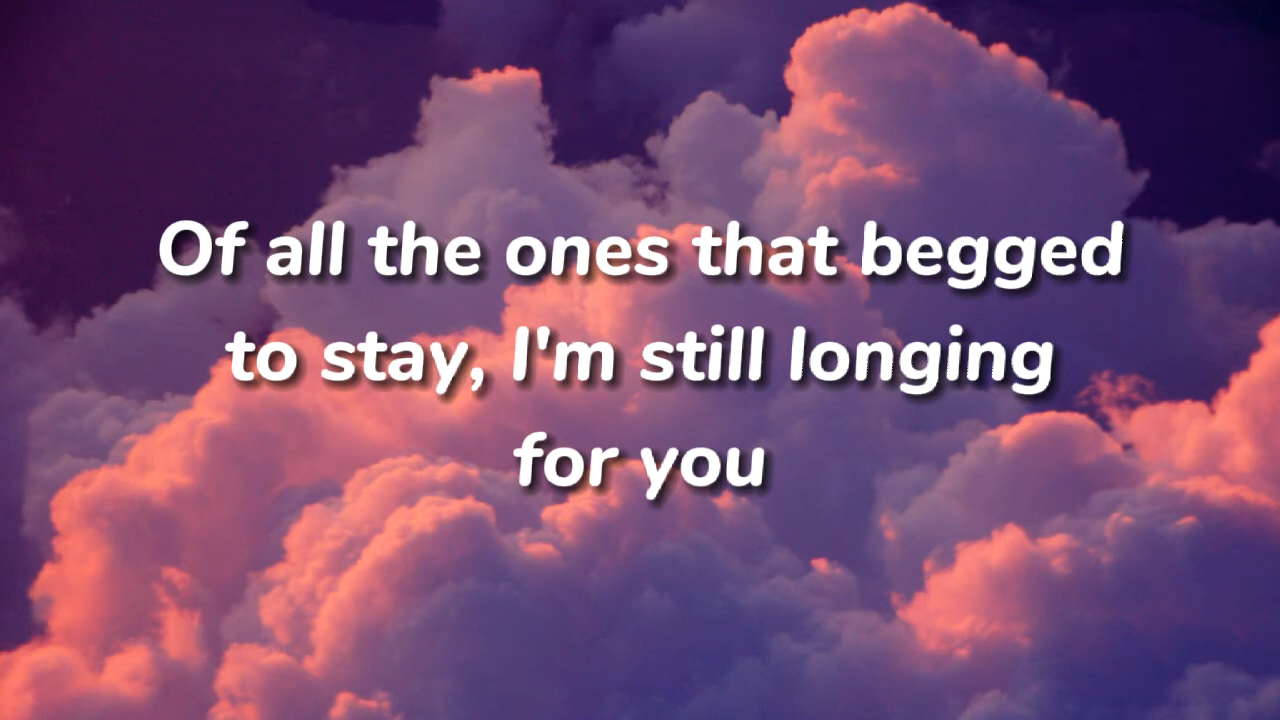 Of all the ones that begged
to stay, I'm still longing
for you